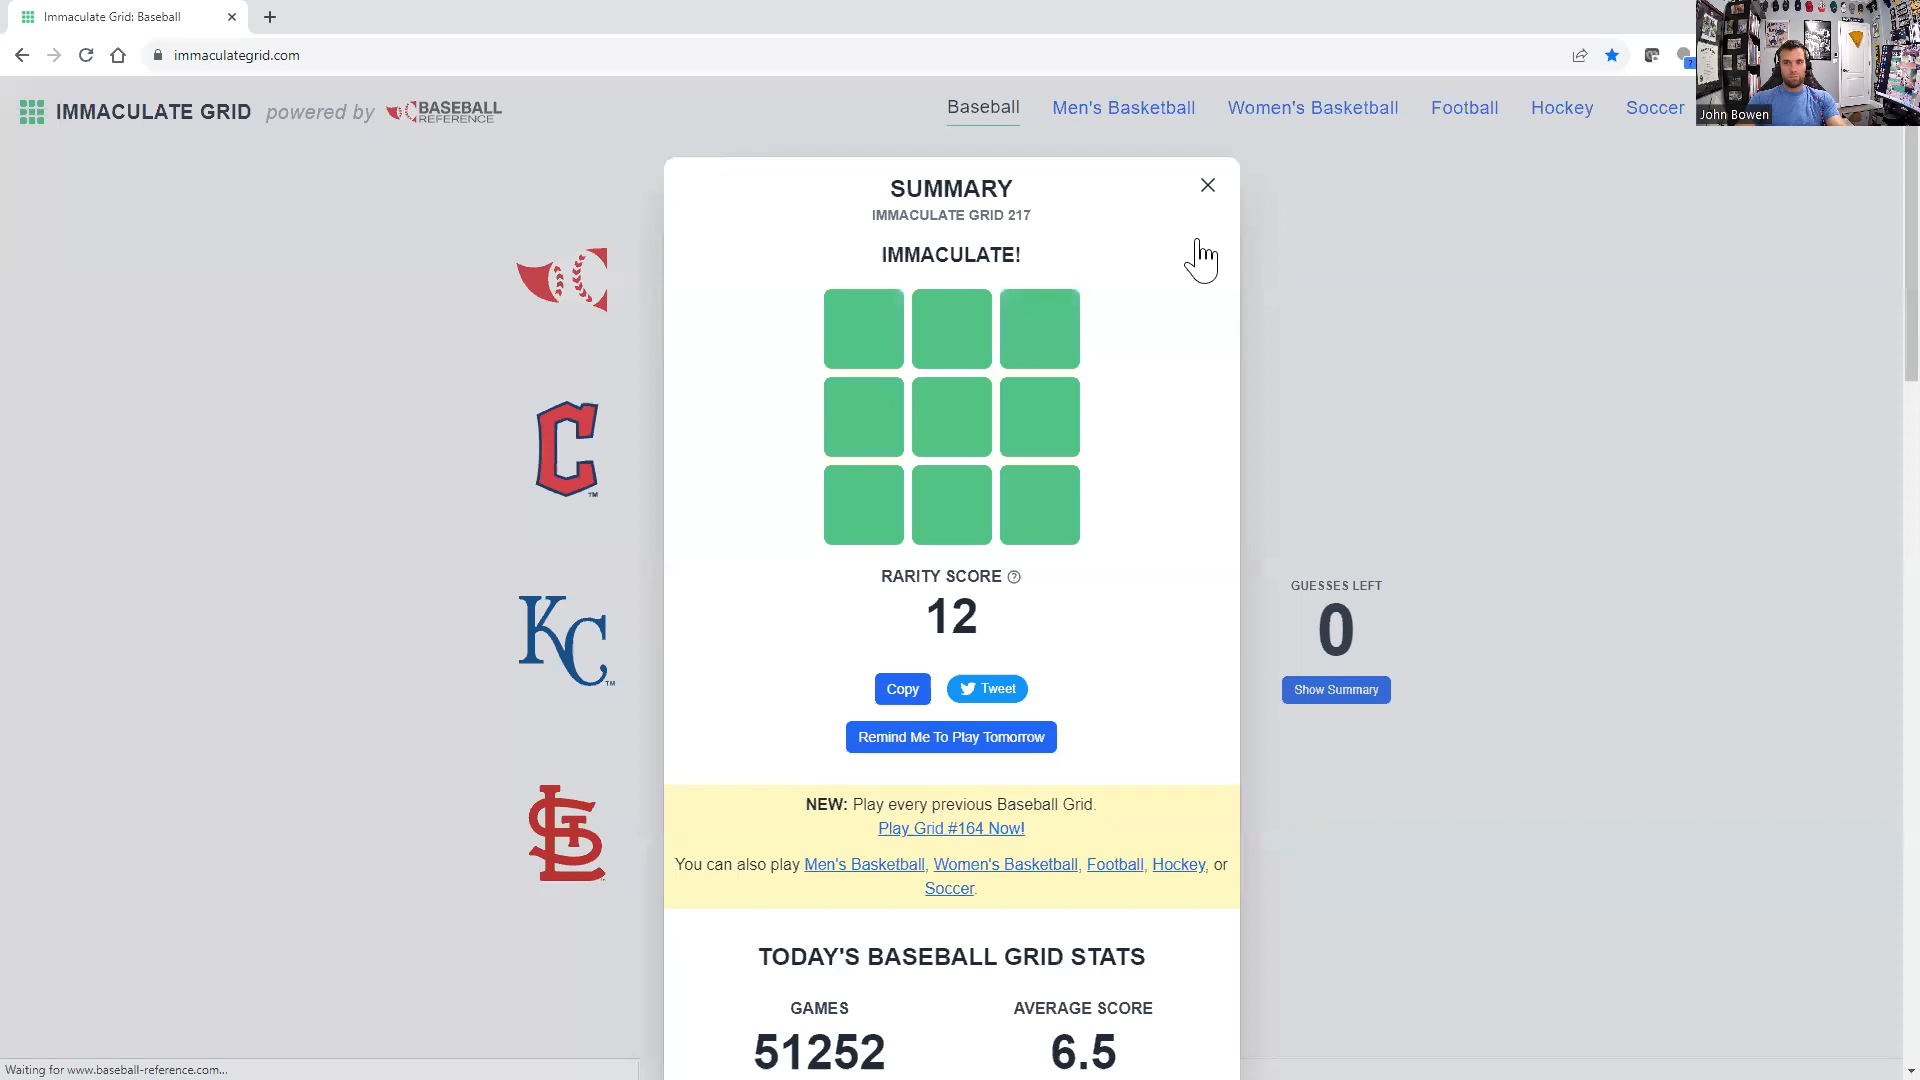 Immaculate Grid: Baseball
immaculategrid.com
IMMACULATE GRID powered by BASEBALL REFERENCE
Baseball Men's Basketball Women's Basketball Football Hockey Soccer
John Bowen
SUMMARY
IMMACULATE GRID 217
IMMACULATE!
C
TM
RARITY SCORE ?
12
GUESSES LEFT
0
KC
TM
Copy Tweet
Show Summary
Remind Me To Play Tomorrow
STL
NEW: Play every previous Baseball Grid.
Play Grid #164 Now!
You can also play Men's Basketball, Women's Basketball, Football, Hockey, or
Soccer.
TODAY'S BASEBALL GRID STATS
GAMES AVERAGE SCORE
51252 6.5
Waiting for www.baseball-reference.com...